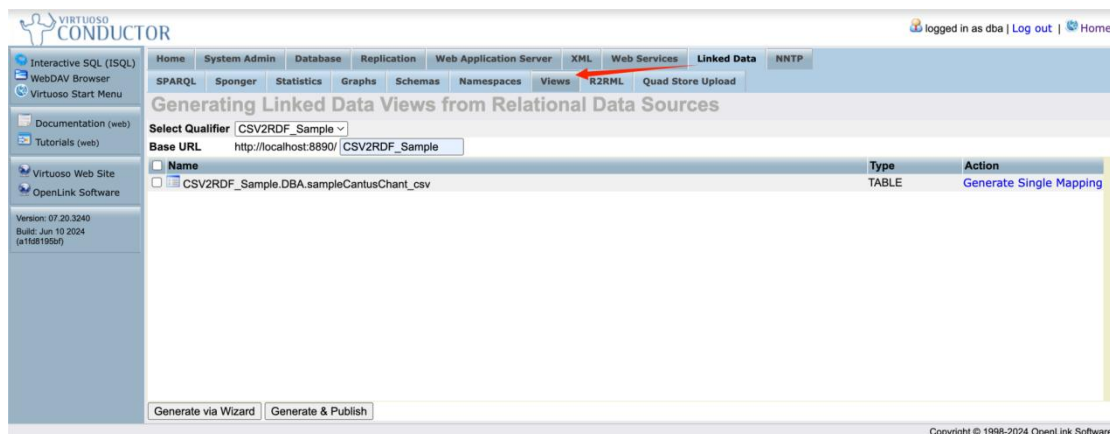 VIRTUOSO
CONDUCTOR
logged in as dba | Log out | Home
Interactive SQL (ISQL)
WebDAV Browser
Virtuoso Start Menu
Documentation (web)
Tutorials (web)
Virtuoso Web Site
OpenLink Software
Version: 07.20.3240
Build: Jun 10 2024
(a1fd8195bf)
Home System Admin Database Replication Web Application Server XML Web Services Linked Data NNTP
SPARQL Sponger Statistics Graphs Schemas Namespaces Views R2RML Quad Store Upload
Generating Linked Data Views from Relational Data Sources
Select Qualifier CSV2RDF_Sample
Base URL http://localhost:8890/ CSV2RDF_Sample
Name Type Action
CSV2RDF_Sample.DBA.sampleCantusChant_csv TABLE Generate Single Mapping
Generate via Wizard Generate & Publish
Copyright © 1998-2024 OpenLink Software